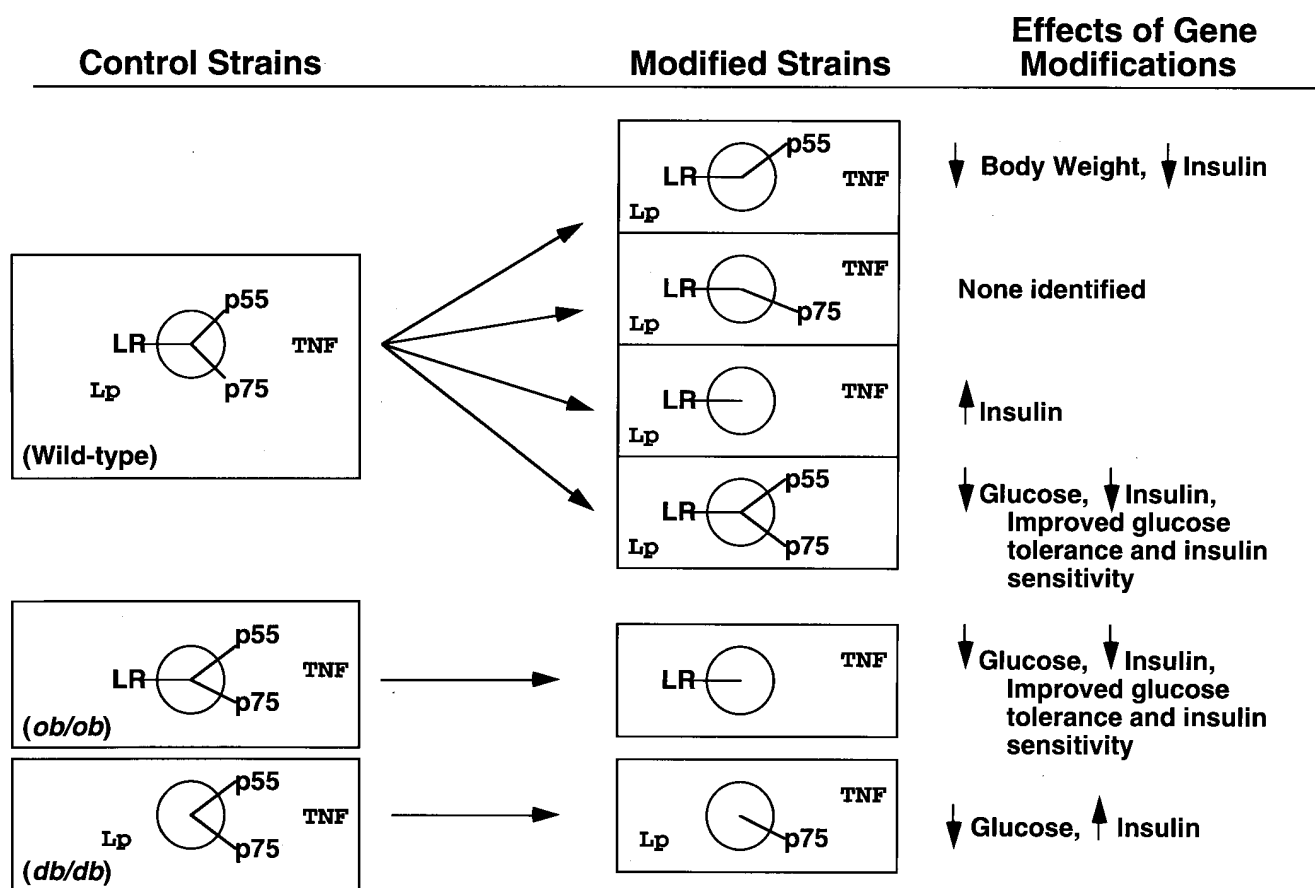 Control Strains
Modified Strains
Effects of Gene
Modifications
p55
LR
TNF
Lp
Body Weight, Insulin
TNF
LR
p75
Lp
None identified
p55
LR
TNF
Lp
p75
(Wild-type)
TNF
LR
Lp
Insulin
p55
LR
Lp
p75
Glucose, Insulin,
Improved glucose
tolerance and insulin
sensitivity
p55
LR
TNF
p75
(ob/ob)
TNF
LR
Glucose, Insulin,
Improved glucose
tolerance and insulin
sensitivity
p55
TNF
Lp
p75
(db/db)
TNF
Lp
p75
Glucose, Insulin